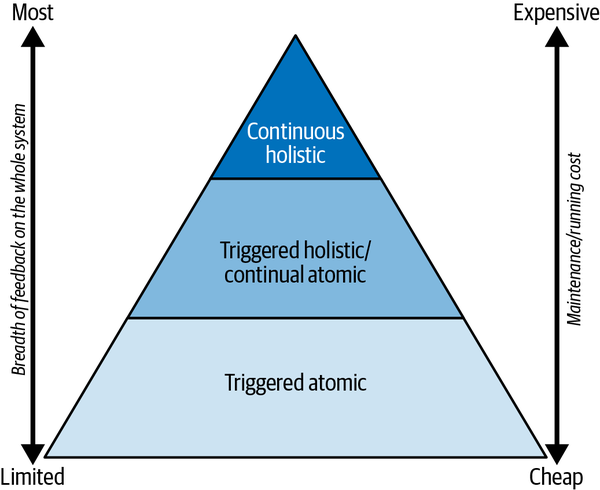 Most
Expensive
Breadth of feedback on the whole system
Continuous
holistic
Triggered holistic/
continual atomic
Triggered atomic
Maintenance/running cost
Limited
Cheap